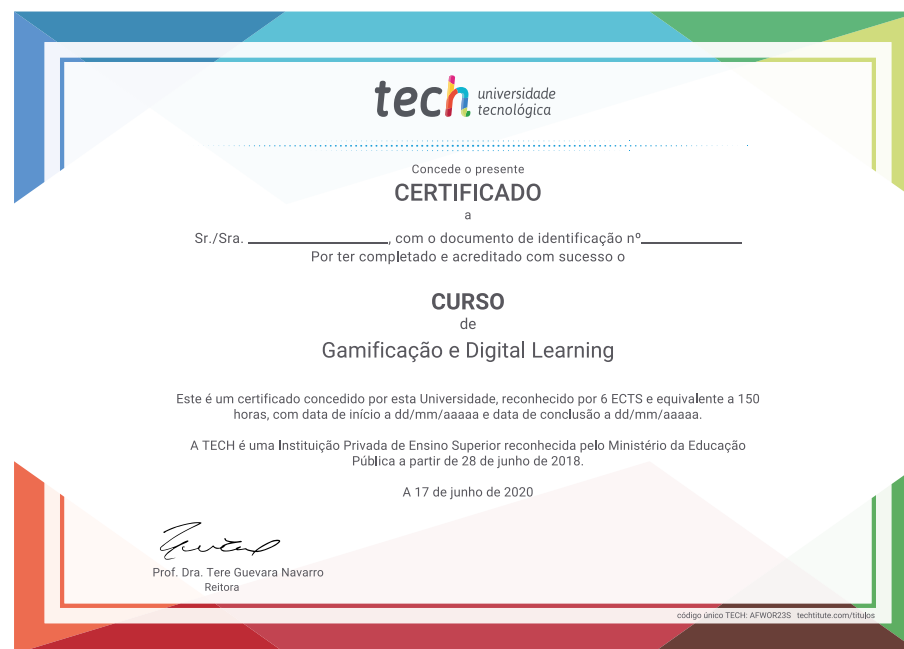 tech universidade
tecnológica
Concede o presente
CERTIFICADO
a
Sr./Sra. ______________, com o documento de identificação nº__________
Por ter completado e acreditado com sucesso o
CURSO
de
Gamificação e Digital Learning
Este é um certificado concedido por esta Universidade, reconhecido por 6 ECTS e equivalente a 150
horas, com data de início a dd/mm/aaaaa e data de conclusão a dd/mm/aaaaa.
A TECH é uma Instituição Privada de Ensino Superior reconhecida pelo Ministério da Educação
Pública a partir de 28 de junho de 2018.
A 17 de junho de 2020
Prof. Dra. Tere Guevara Navarro
Reitora
código único TECH: AFWOR23S techtitute.com/titulos